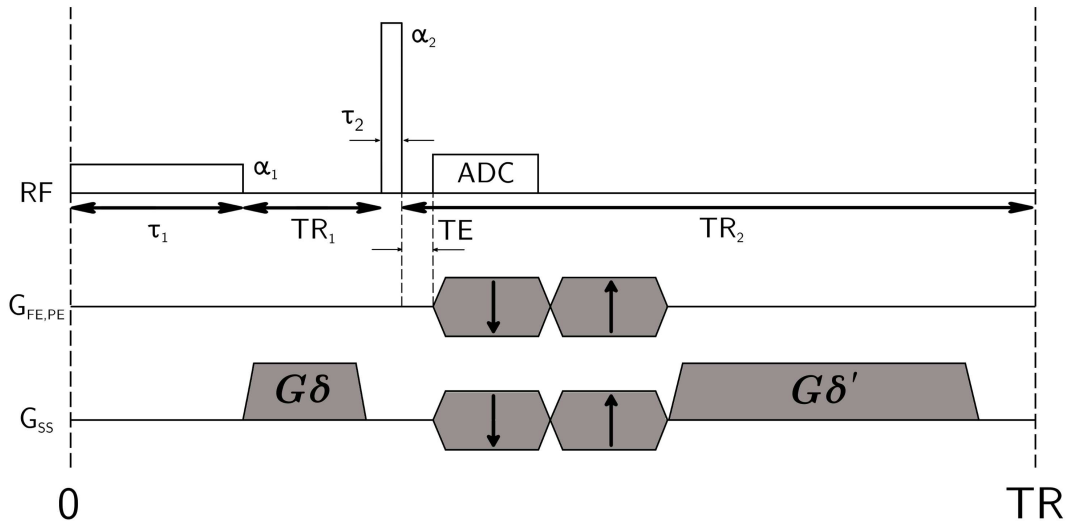 α₂
τ₂
α₁
ADC
RF
τ₁
TR₁
TE
TR₂
G_FE,PE
Gδ
Gδ′
G_SS
0
TR